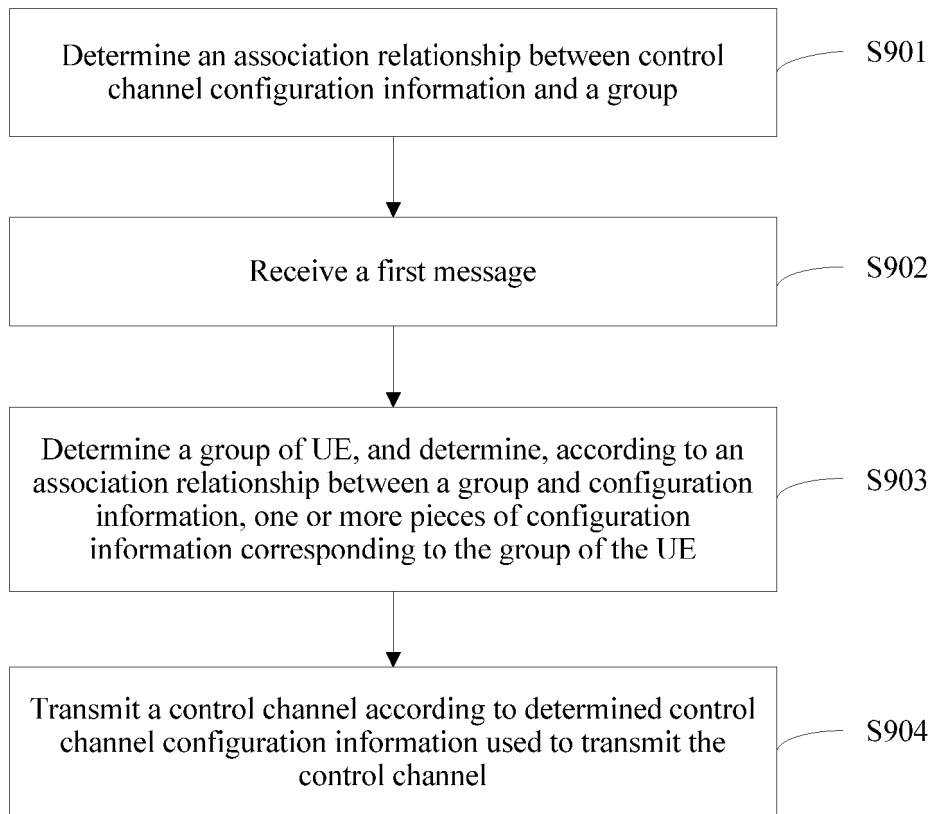 Determine an association relationship between control
channel configuration information and a group
S901
Receive a first message
S902
Determine a group of UE, and determine, according to an
association relationship between a group and configuration
information, one or more pieces of configuration
information corresponding to the group of the UE
S903
Transmit a control channel according to determined control
channel configuration information used to transmit the
control channel
S904